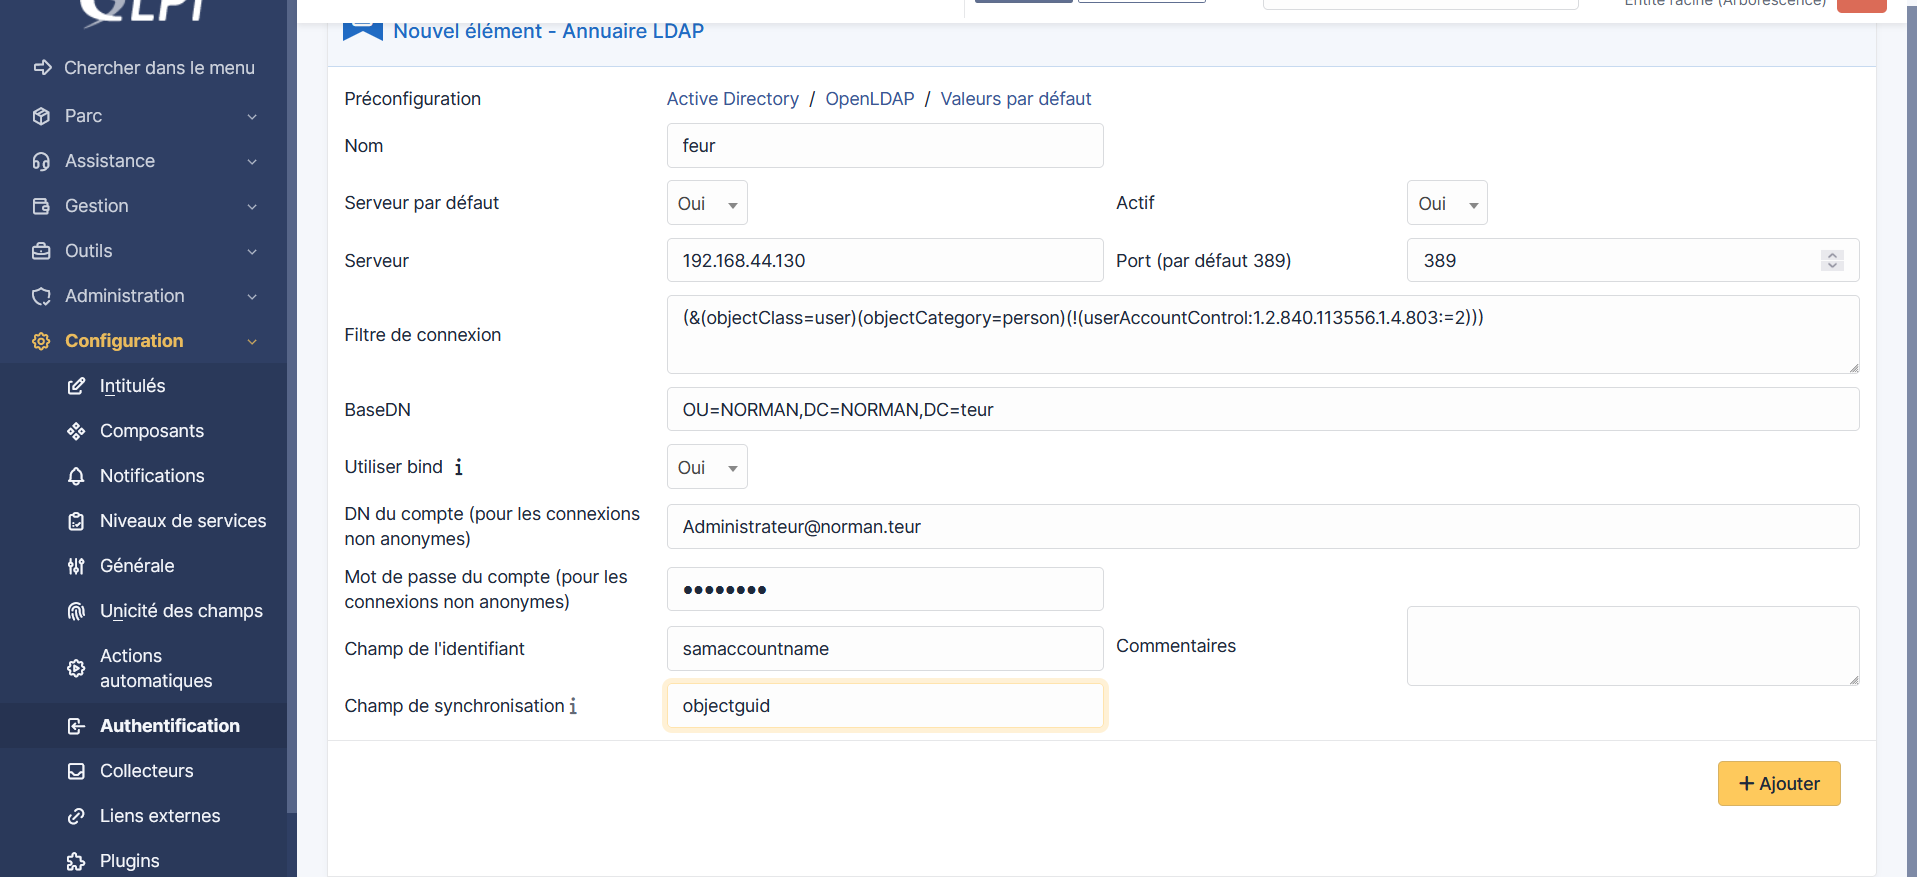 GLPI
Chercher dans le menu
Parc
Assistance
Gestion
Outils
Administration
Configuration
Intitulés
Composants
Notifications
Niveaux de services
Générale
Unicité des champs
Actions
automatiques
Authentification
Collecteurs
Liens externes
Plugins
Entité racine (Arborescence)
Nouvel élément - Annuaire LDAP
Préconfiguration Active Directory / OpenLDAP / Valeurs par défaut
Nom feur
Serveur par défaut Oui Actif Oui
Serveur 192.168.44.130 Port (par défaut 389) 389
Filtre de connexion (&(objectClass=user)(objectCategory=person)(!(userAccountControl:1.2.840.113556.1.4.803:=2)))
BaseDN OU=NORMAN,DC=NORMAN,DC=teur
Utiliser bind i Oui
DN du compte (pour les connexions
non anonymes) Administrateur@norman.teur
Mot de passe du compte (pour les
connexions non anonymes) ••••••••
Champ de l'identifiant samaccountname Commentaires
Champ de synchronisation i objectguid
+ Ajouter